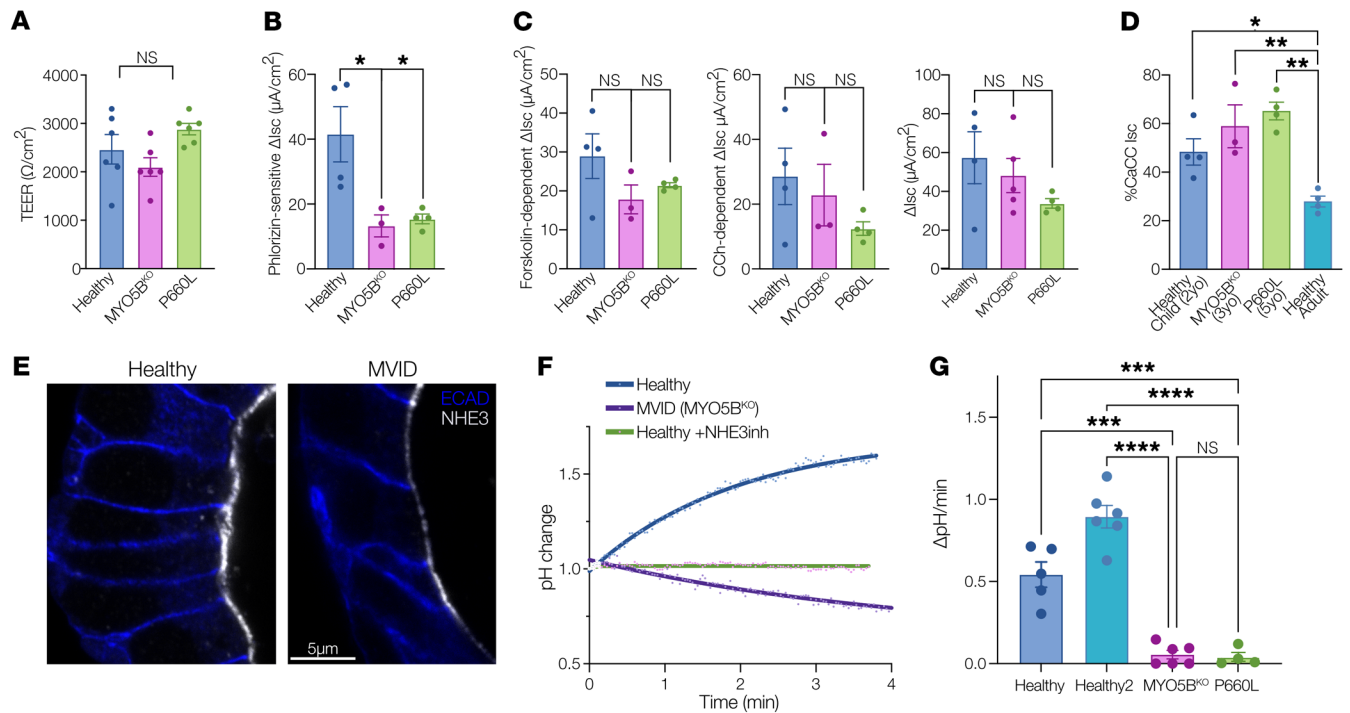 A
NS
TEER (Ω/cm²)
4000
3000
2000
1000
0
Healthy
MYO5Bᴷᴼ
P660L
B
*
*
Phlorizin-sensitive ΔIsc (µA/cm²)
60
40
20
0
Healthy
MYO5Bᴷᴼ
P660L
C
NS
NS
Forskolin-dependent ΔIsc (µA/cm²)
50
40
30
20
10
0
Healthy
MYO5Bᴷᴼ
P660L
NS
NS
CCh-dependent ΔIsc µA/cm²)
60
40
20
0
Healthy
MYO5Bᴷᴼ
P660L
NS
NS
ΔIsc (µA/cm²)
100
80
60
40
20
0
Healthy
MYO5Bᴷᴼ
P660L
D
*
**
**
%CaCC Isc
80
60
40
20
0
Healthy
Child (2yo)
MYO5Bᴷᴼ
(3yo)
P660L
(5yo)
Healthy
Adult
E
Healthy
MVID
ECAD
NHE3
5µm
F
Healthy
MVID (MYO5Bᴷᴼ)
Healthy +NHE3inh
pH change
1.5
1.0
0.5
0
1
2
3
4
Time (min)
G
***
****
***
****
NS
ΔpH/min
1.5
1.0
0.5
0.0
Healthy
Healthy2
MYO5Bᴷᴼ
P660L